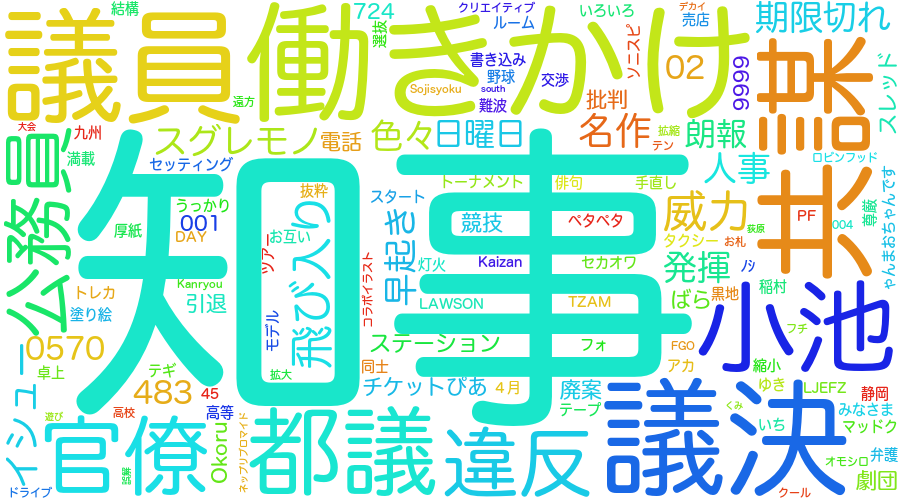 結構
議員
働きかけ
724
選抜
クリエイティブ
ルーム
いろいろ
デカイ
売店
期限切れ
ソニスピ
02
9999
書き込み
野球
south
難波
交渉
Sojisyoku
遠方
大会
九州
満載
公務員
スグレモノ
電話
色々
日曜日
批判
名作
拡縮
テン
朗報
謀
共
スレッド
ロビンフッド
人事
セッティング
抜粋
スタート
トーナメント
俳句
手直し
うっかり
001
厚紙
DAY
お互い
飛び入り
ツアー
早起き
競技
ペタペタ
威力
荻原
PF
004
尊厳
ゃんまおちゃんです
知事
Kanryou
引退
トレカ
塗り絵
コラボイラスト
灯火
Kaizan
セカオワ
タクシー
お札
発揮
ばら
黒地
稲村
LAWSON
TZAM
モデル
小池
イシュー
0570
卓上
テギ
483
45
拡大
ステーション
同士
フォ
FGO
アカ
フチ
縮小
チケットぴあ
4月
廃案
テープ
ゆき
LJEFZ
静岡
みなさま
マッドク
いち
くみ
遊び
高校
高等
官僚
Okoru
ネップリブロマイド
都議
違反
議決
誤解
ドライブ
オモシロ
弁護
劇団
クール